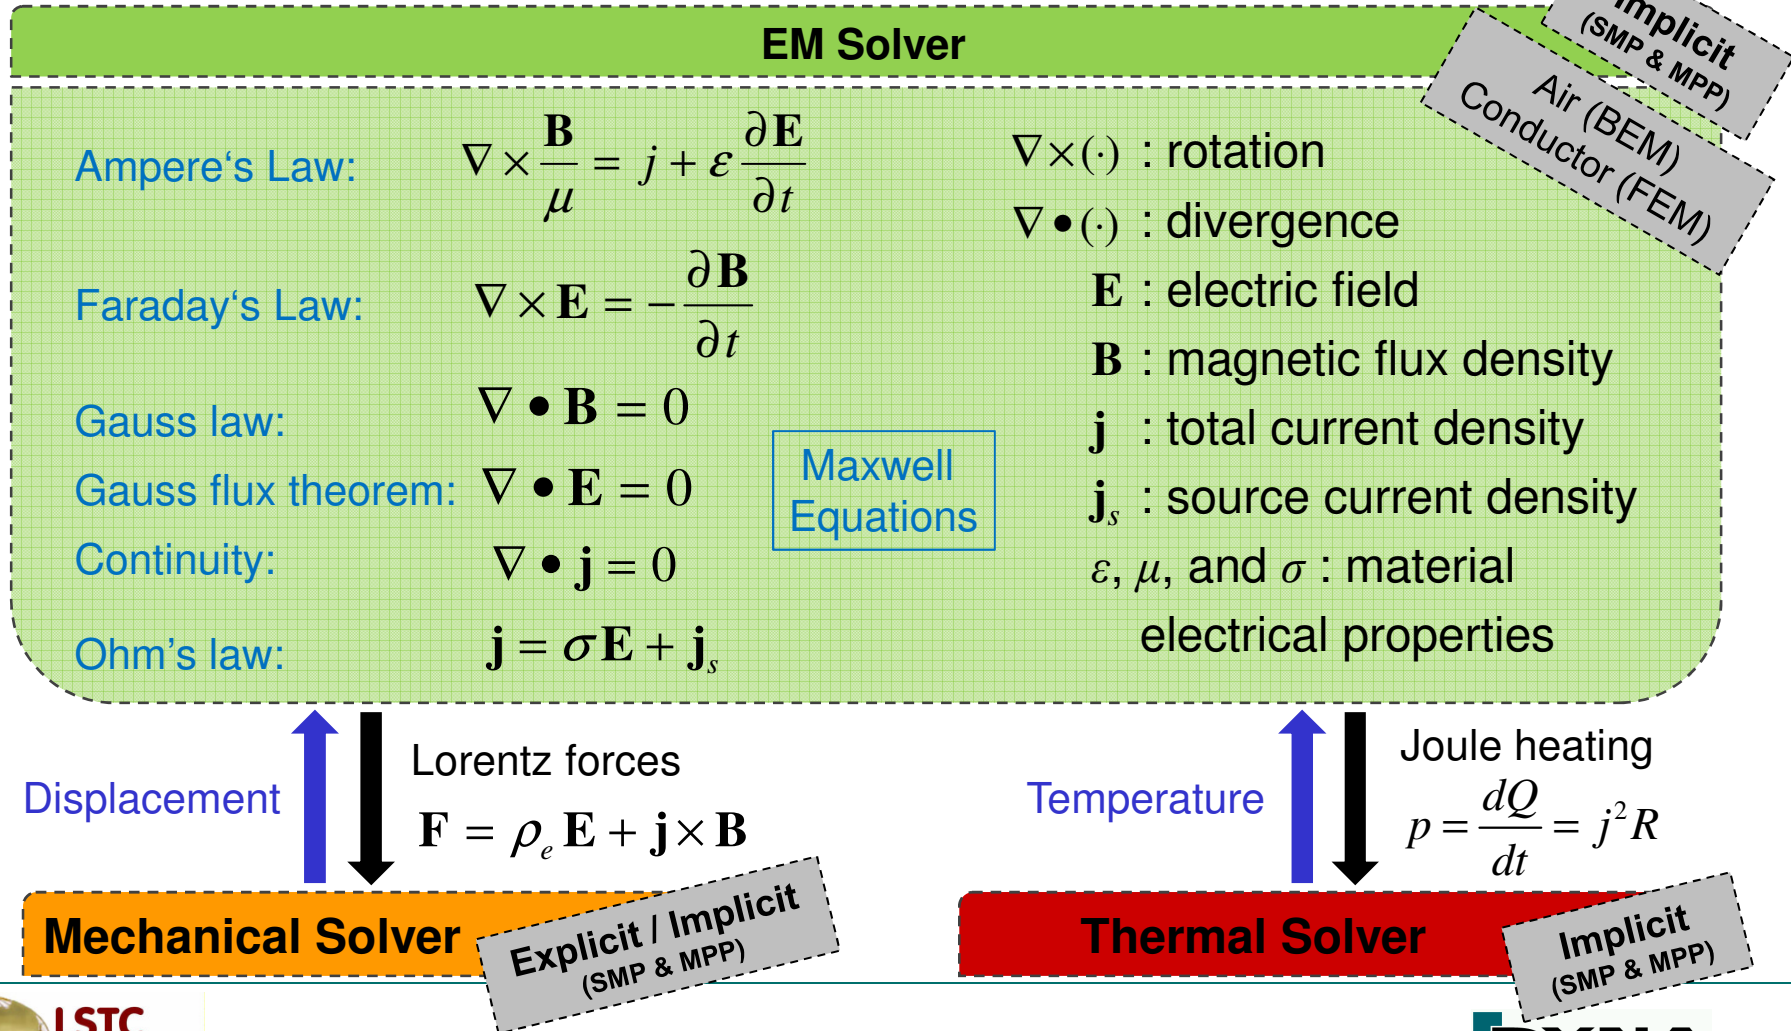 EM Solver
Implicit
(SMP & MPP)
Air (BEM)
Conductor (FEM)
Ampere‘s Law: ∇ × B/μ = j + ε ∂E/∂t
Faraday‘s Law: ∇ × E = − ∂B/∂t
Gauss law: ∇ • B = 0
Gauss flux theorem: ∇ • E = 0
Continuity: ∇ • j = 0
Ohm’s law: j = σE + j_s
Maxwell
Equations
∇×(·) : rotation
∇•(·) : divergence
E : electric field
B : magnetic flux density
j : total current density
j_s : source current density
ε, μ, and σ : material
electrical properties
Displacement
Lorentz forces
F = ρ_e E + j × B
Temperature
Joule heating
p = dQ/dt = j²R
Mechanical Solver
Explicit / Implicit
(SMP & MPP)
Thermal Solver
Implicit
(SMP & MPP)
LSTC